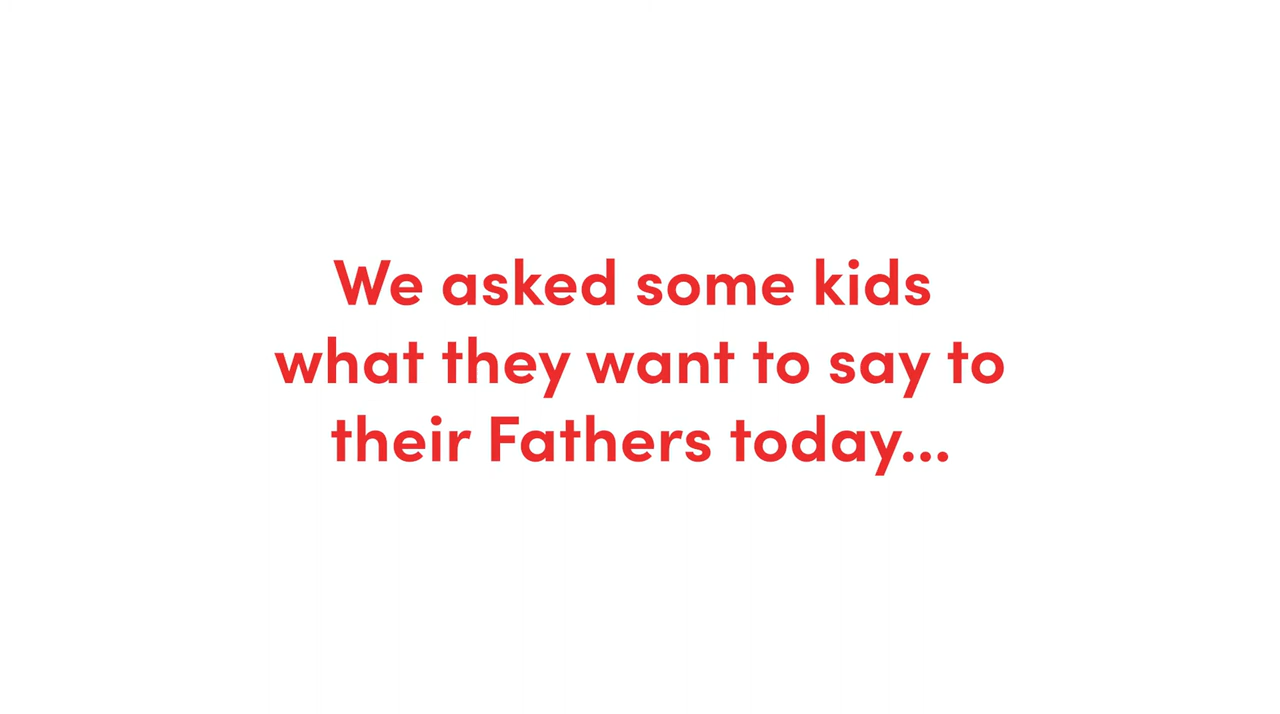 We asked some kids
what they want to say to
their Fathers today...